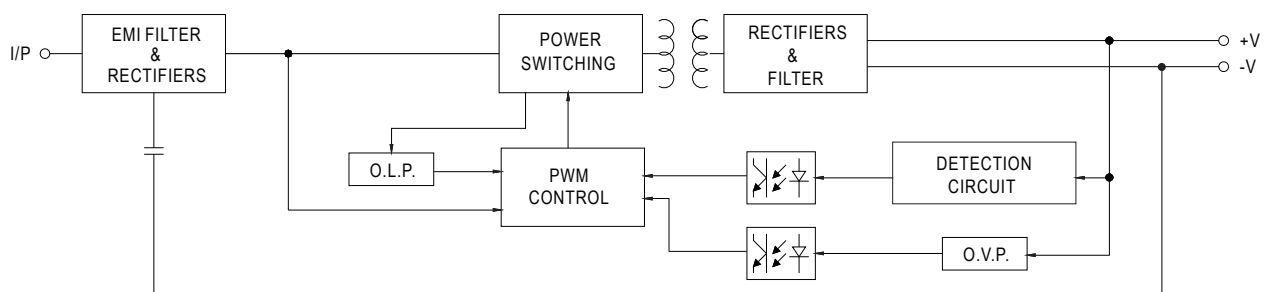 I/P
EMI FILTER
&
RECTIFIERS
POWER
SWITCHING
RECTIFIERS
&
FILTER
+V
-V
O.L.P.
PWM
CONTROL
DETECTION
CIRCUIT
O.V.P.